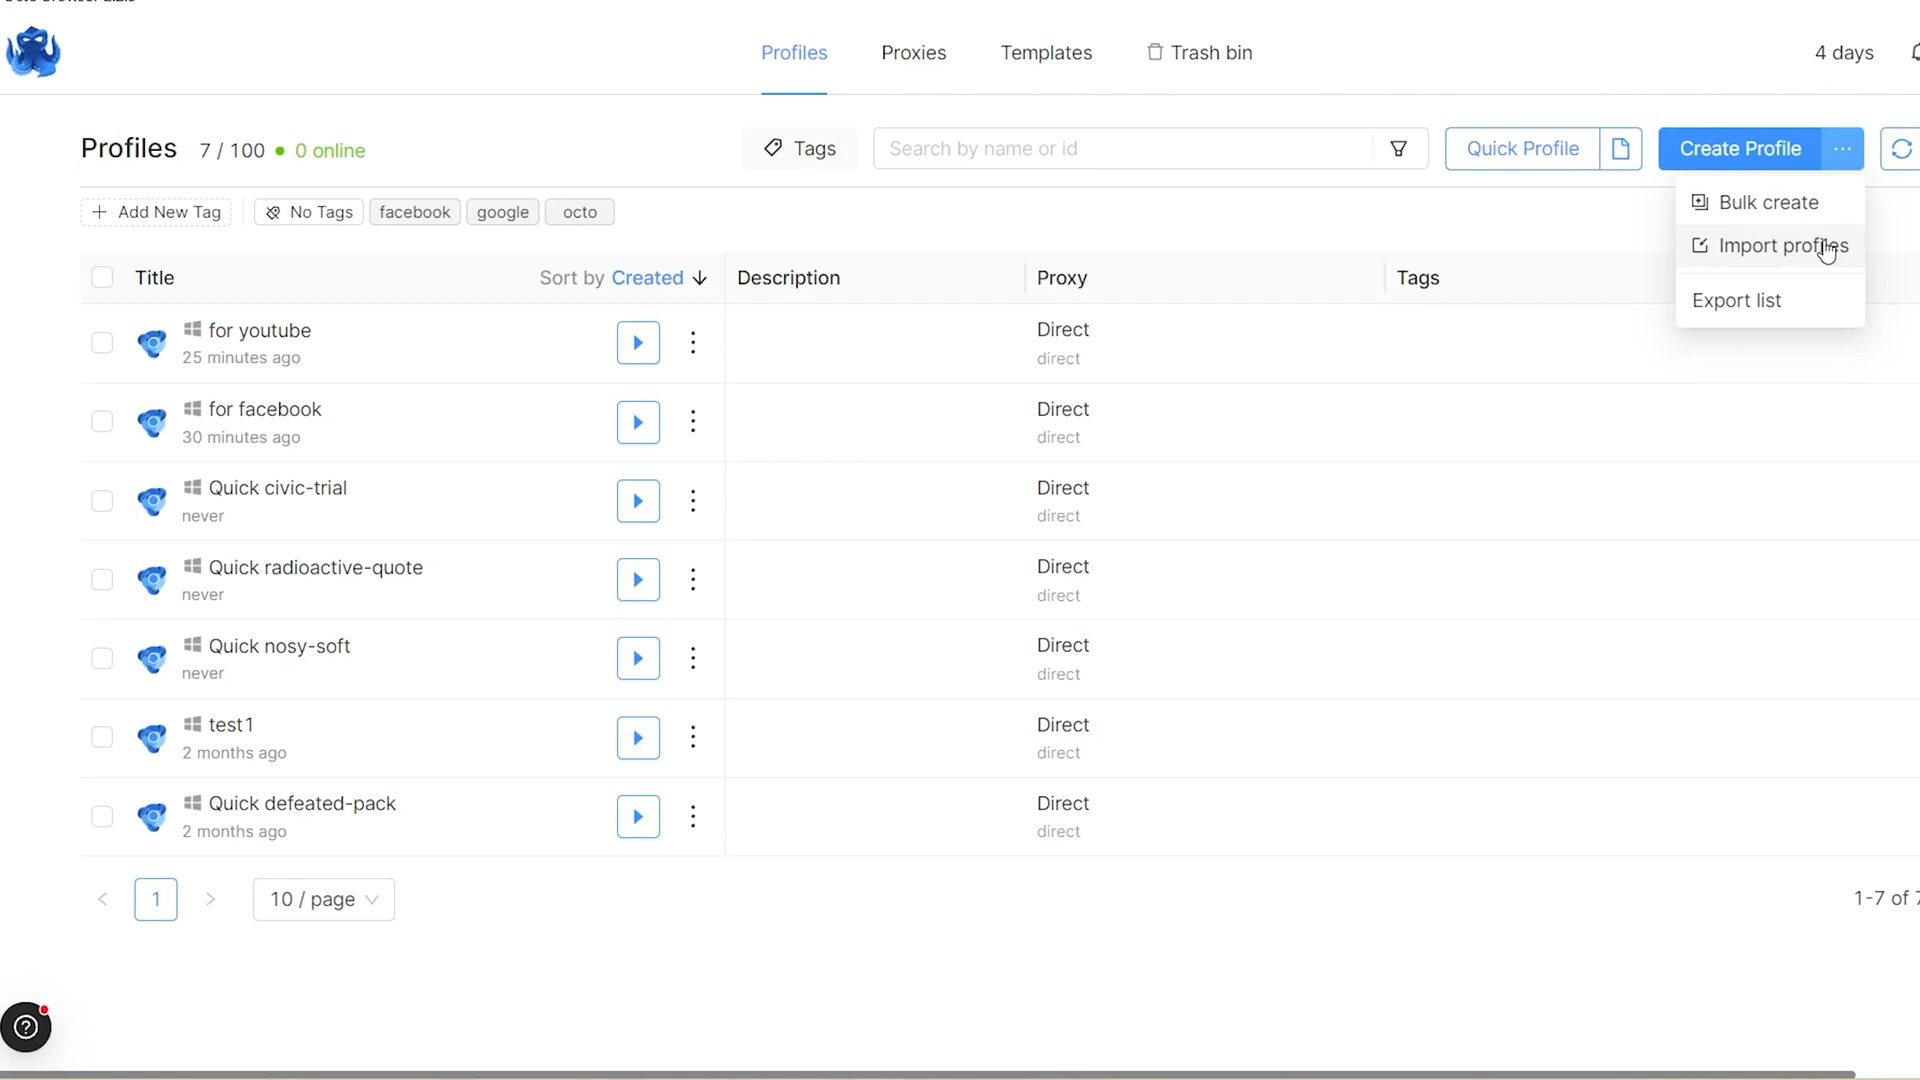 Profiles Proxies Templates Trash bin 4 days
Profiles 7 / 100 0 online Tags Search by name or id Quick Profile Create Profile ...
Add New Tag No Tags facebook google octo
Bulk create
Import profiles
Export list
Title Sort by Created Description Proxy Tags
for youtube Direct
25 minutes ago direct
for facebook Direct
30 minutes ago direct
Quick civic-trial Direct
never direct
Quick radioactive-quote Direct
never direct
Quick nosy-soft Direct
never direct
test1 Direct
2 months ago direct
Quick defeated-pack Direct
2 months ago direct
< 1 > 10 / page 1-7 of 7